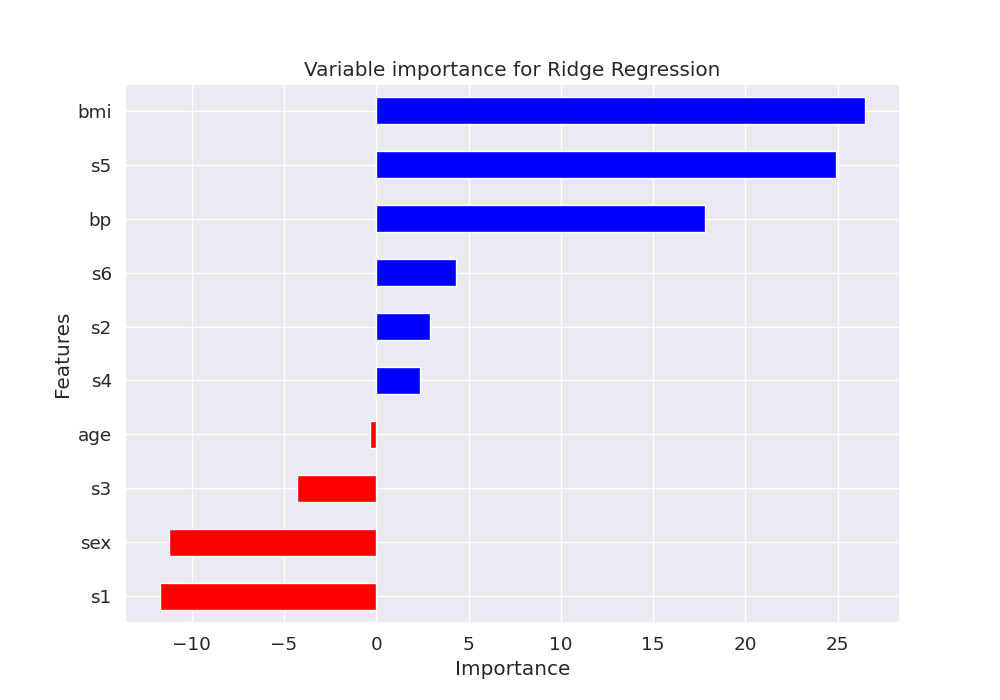 Variable importance for Ridge Regression
bmi
s5
bp
s6
s2
s4
age
s3
sex
s1
Features
−10 −5 0 5 10 15 20 25
Importance